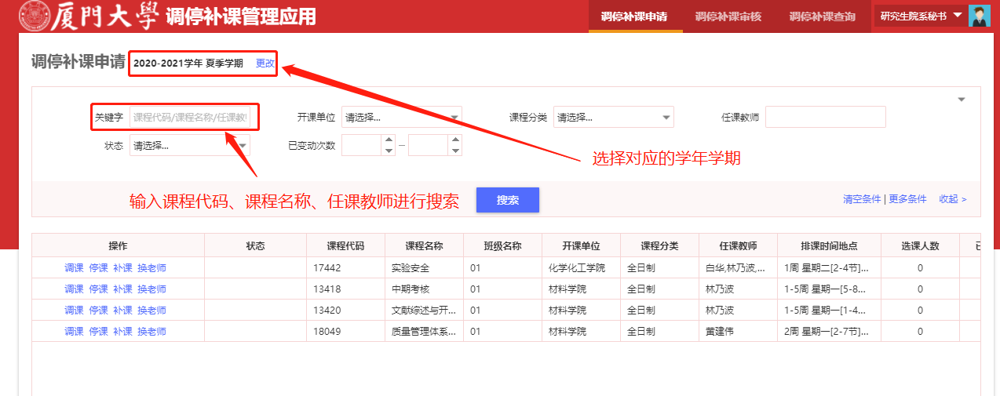 厦門大學 调停补课管理应用 调停补课申请 调停补课审核 调停补课查询 研究生院系秘书
调停补课申请 2020-2021学年 夏季学期 更改
关键字 课程代码/课程名称/任课教 开课单位 请选择... 课程分类 请选择... 任课教师
状态 请选择... 已变动次数 –
选择对应的学年学期
输入课程代码、课程名称、任课教师进行搜索 搜索 清空条件 | 更多条件 收起 >
操作 状态 课程代码 课程名称 班级名称 开课单位 课程分类 任课教师 排课时间地点 选课人数
调课 停课 补课 换老师 17442 实验安全 01 化学化工学院 全日制 白华,林乃波,... 1周 星期二[2-4节]... 0
调课 停课 补课 换老师 13418 中期考核 01 材料学院 全日制 林乃波 1-5周 星期一[5-8... 0
调课 停课 补课 换老师 13420 文献综述与开... 01 材料学院 全日制 林乃波 1-5周 星期一[1-4... 0
调课 停课 补课 换老师 18049 质量管理体系... 01 材料学院 全日制 黄建伟 2周 星期一[2-7节]... 0